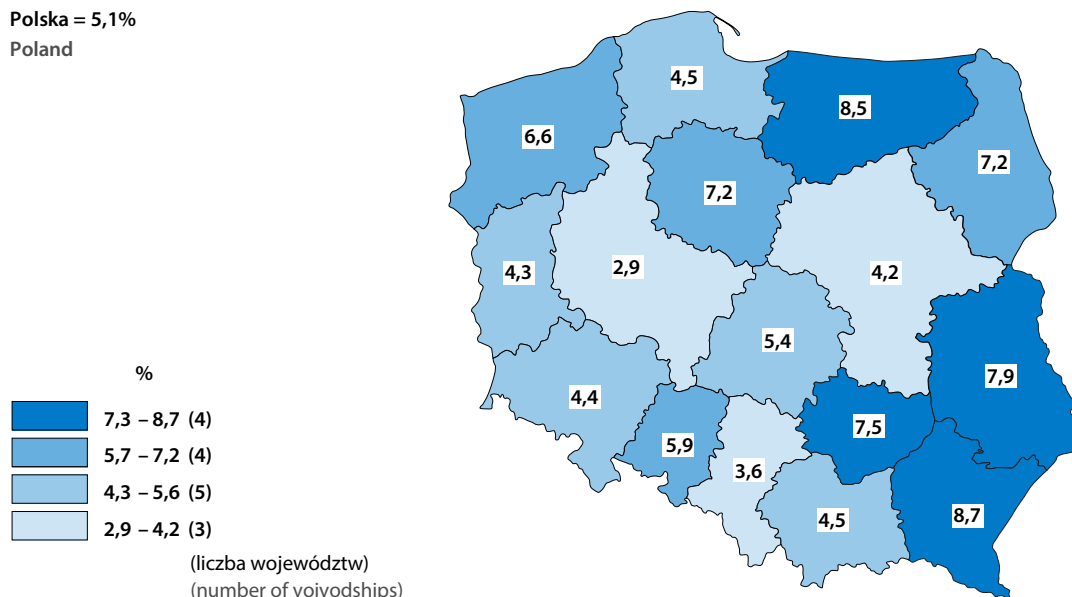 Polska = 5,1%
Poland
4,5
8,5
6,6
7,2
7,2
4,3
2,9
4,2
5,4
7,9
4,4
7,5
5,9
3,6
4,5
8,7
%
7,3 – 8,7 (4)
5,7 – 7,2 (4)
4,3 – 5,6 (5)
2,9 – 4,2 (3)
(liczba województw)
(number of voivodships)